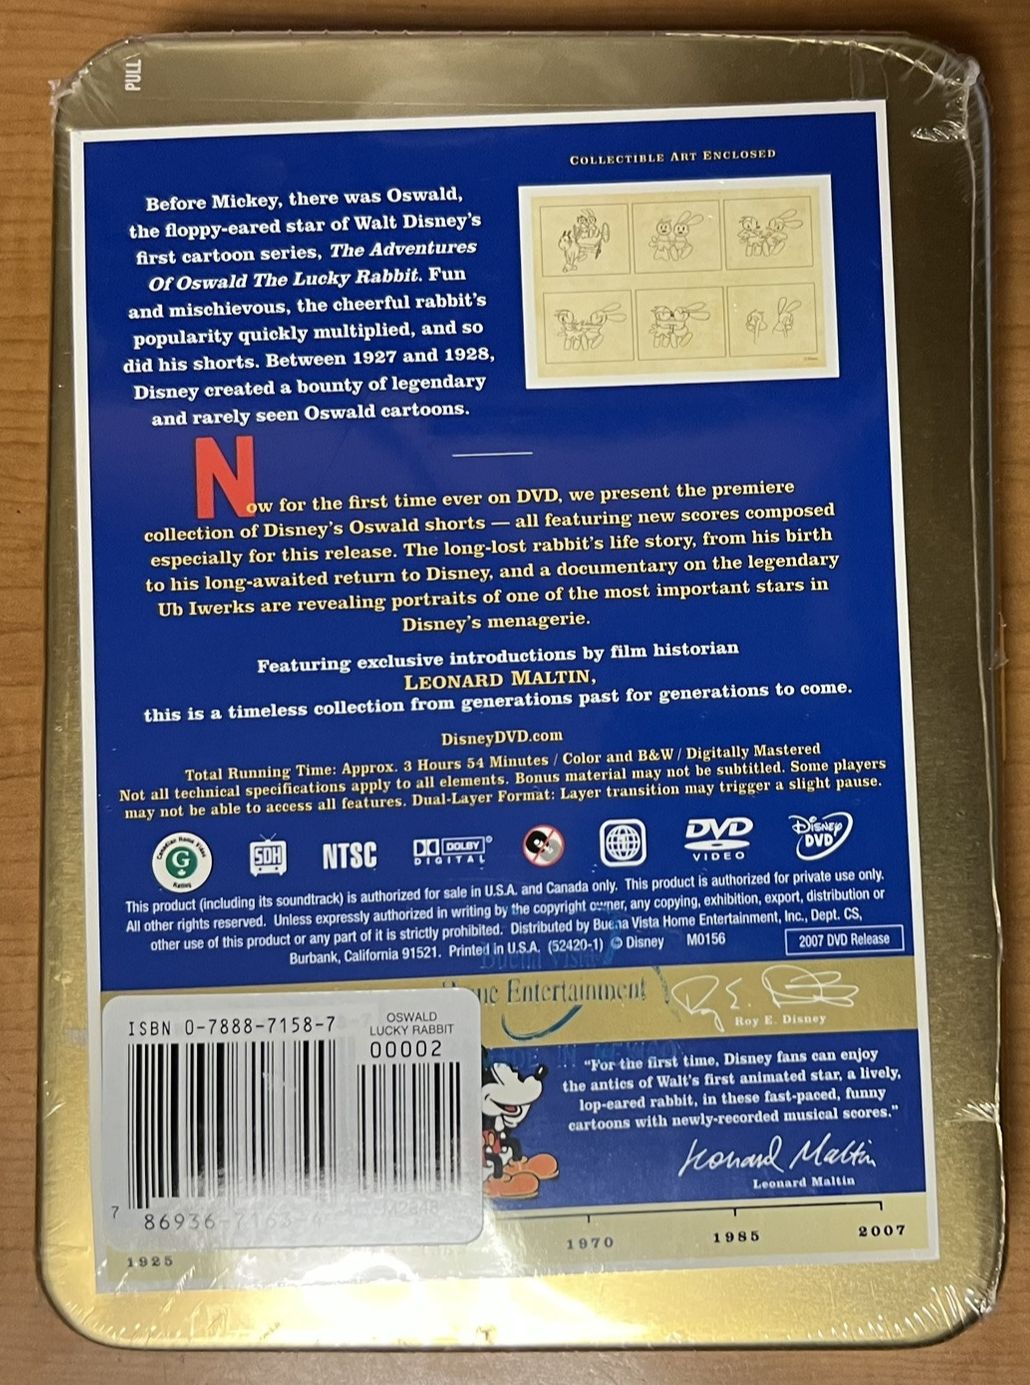 PULL
COLLECTIBLE ART ENCLOSED
Before Mickey, there was Oswald,
the floppy-eared star of Walt Disney's
first cartoon series, The Adventures
Of Oswald The Lucky Rabbit. Fun
and mischievous, the cheerful rabbit's
popularity quickly multiplied, and so
did his shorts. Between 1927 and 1928,
Disney created a bounty of legendary
and rarely seen Oswald cartoons.
Now for the first time ever on DVD, we present the premiere
collection of Disney's Oswald shorts — all featuring new scores composed
especially for this release. The long-lost rabbit's life story, from his birth
to his long-awaited return to Disney, and a documentary on the legendary
Ub Iwerks are revealing portraits of one of the most important stars in
Disney's menagerie.
Featuring exclusive introductions by film historian
LEONARD MALTIN,
this is a timeless collection from generations past for generations to come.
DisneyDVD.com
Total Running Time: Approx. 3 Hours 54 Minutes / Color and B&W / Digitally Mastered
Not all technical specifications apply to all elements. Bonus material may not be subtitled. Some players
may not be able to access all features. Dual-Layer Format: Layer transition may trigger a slight pause.
Canadian Home Video
G
Rating
SDH
NTSC
DOLBY
DIGITAL
DVD
VIDEO
DISNEY
DVD
This product (including its soundtrack) is authorized for sale in U.S.A. and Canada only. This product is authorized for private use only.
All other rights reserved. Unless expressly authorized in writing by the copyright owner, any copying, exhibition, export, distribution or
other use of this product or any part of it is strictly prohibited. Distributed by Buena Vista Home Entertainment, Inc., Dept. CS,
Burbank, California 91521. Printed in U.S.A. (52420-1) © Disney M0156
2007 DVD Release
Buena Vista
Home Entertainment
Roy E. Disney
Roy E. Disney
MADE IN MEXICO
ISBN 0-7888-7158-7
OSWALD
LUCKY RABBIT
00002
7 86936
"For the first time, Disney fans can enjoy
the antics of Walt's first animated star, a lively,
lop-eared rabbit, in these fast-paced, funny
cartoons with newly-recorded musical scores."
Leonard Maltin
Leonard Maltin
1925
1970
1985
2007